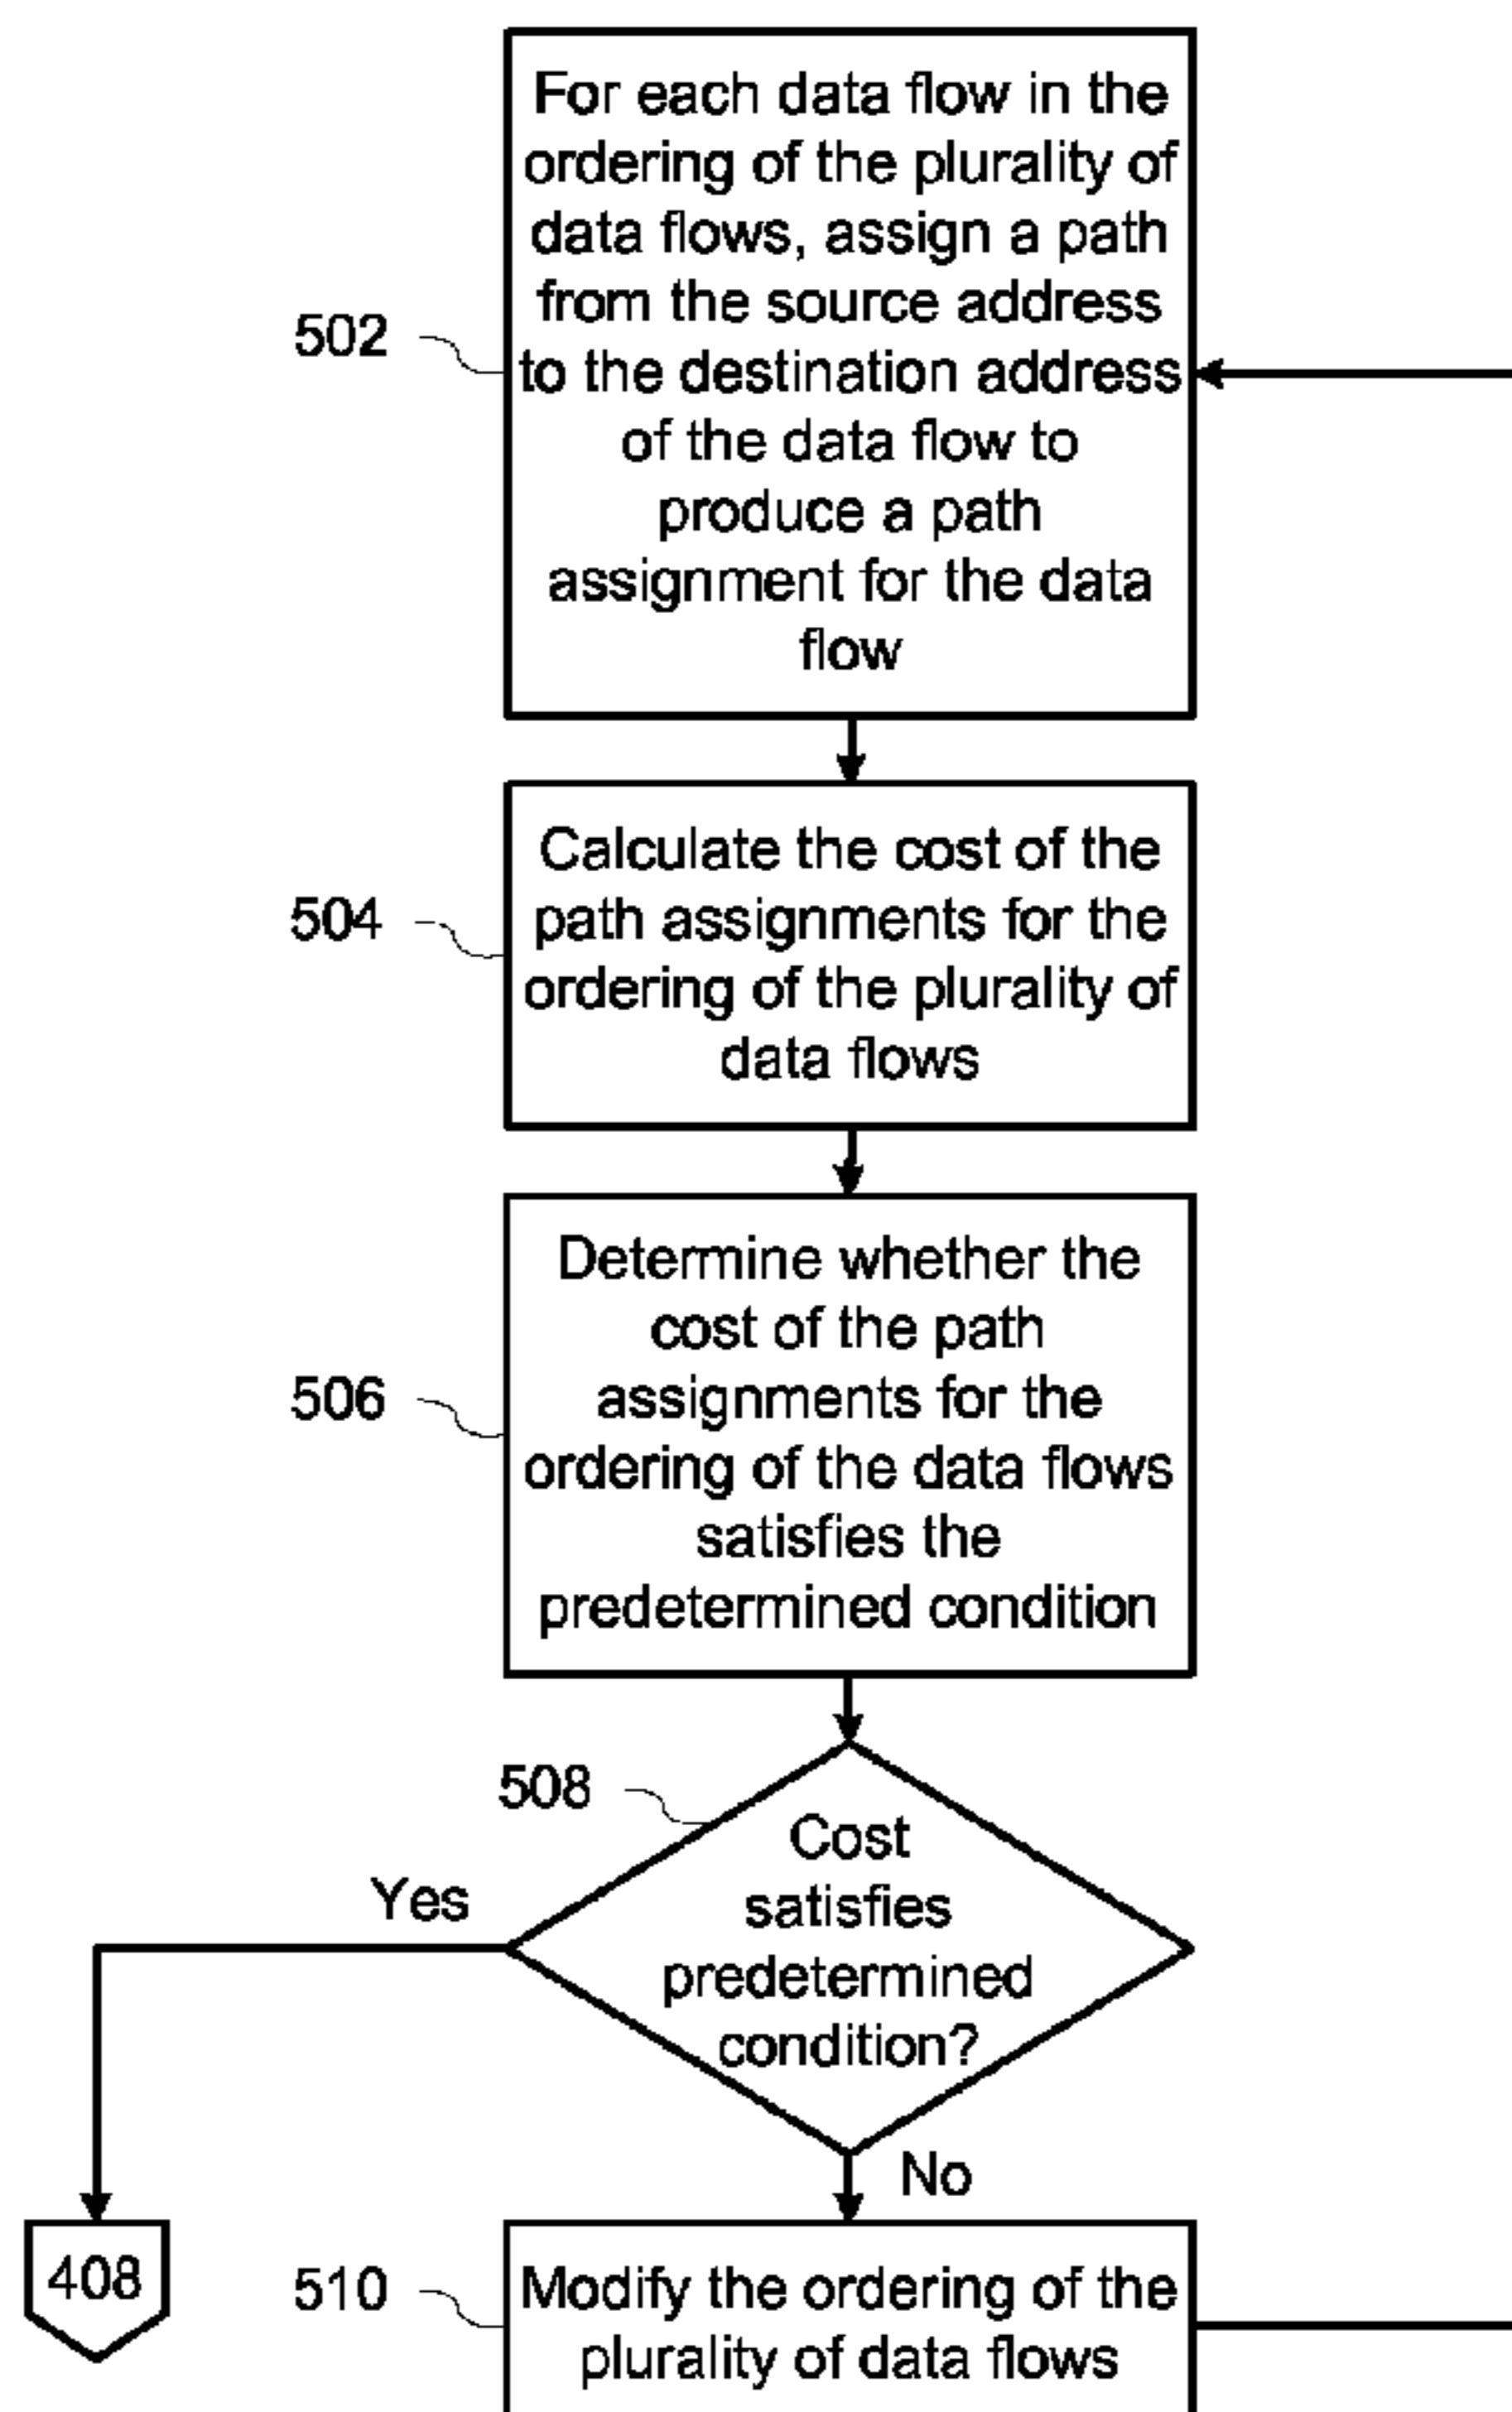 For each data flow in the
ordering of the plurality of
data flows, assign a path
from the source address
502
to the destination address
of the data flow to
produce a path
assignment for the data
flow
Calculate the cost of the
504
path assignments for the
ordering of the plurality of
data flows
Determine whether the
cost of the path
506
assignments for the
ordering of the data flows
satisfies the
predetermined condition
508
Cost
satisfies
predetermined
condition?
Yes
No
408
510
Modify the ordering of the
plurality of data flows